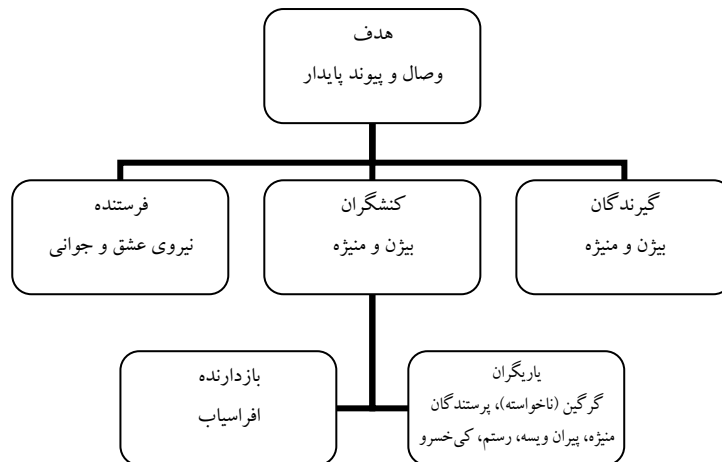 هدف
وصال و پیوند پایدار
گیرندگان
بیژن و منیژه
کنشگران
بیژن و منیژه
فرستنده
نیروی عشق و جوانی
یاریگران
گرگین (ناخواسته)، پرستندگان
منیژه، پیران ویسه، رستم، کی‌خسرو
بازدارنده
افراسیاب